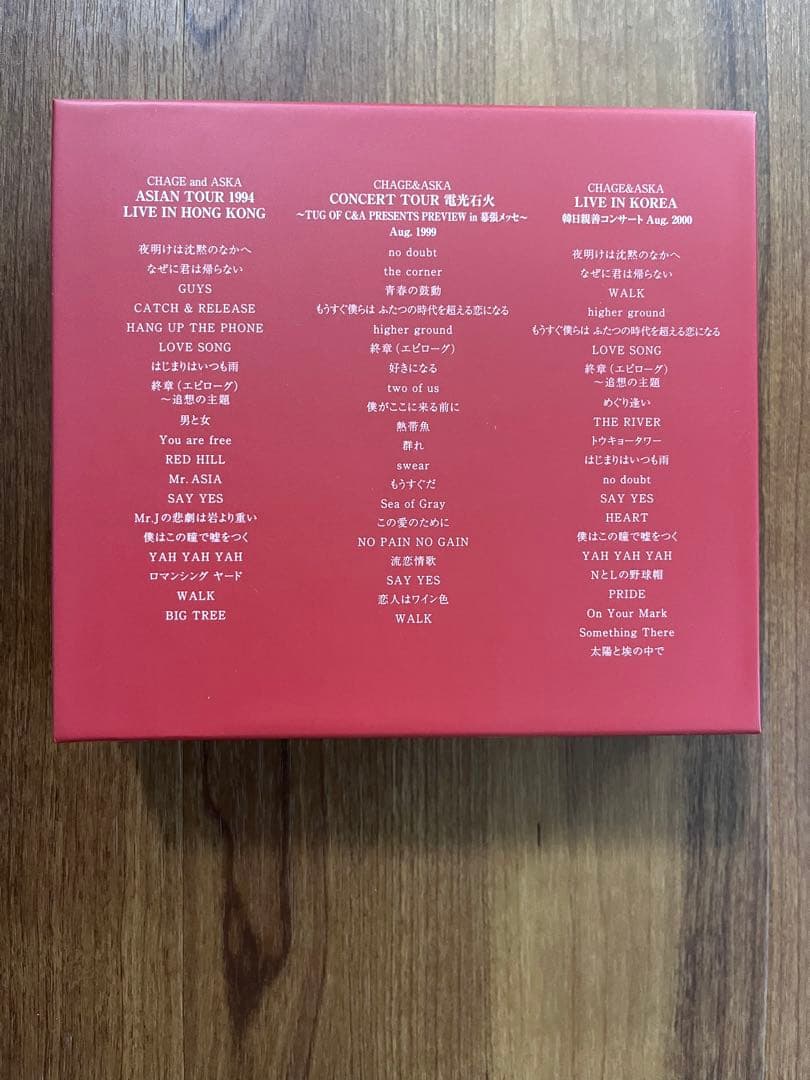 CHAGE and ASKA
ASIAN TOUR 1994
LIVE IN HONG KONG
夜明けは沈黙のなかへ
なぜに君は帰らない
GUYS
CATCH & RELEASE
HANG UP THE PHONE
LOVE SONG
はじまりはいつも雨
終章（エピローグ）
～追想の主題
男と女
You are free
RED HILL
Mr. ASIA
SAY YES
Mr.Jの悲劇は岩より重い
僕はこの瞳で嘘をつく
YAH YAH YAH
ロマンシング ヤード
WALK
BIG TREE
CHAGE&ASKA
CONCERT TOUR 電光石火
～TUG OF C&A PRESENTS PREVIEW in 幕張メッセ～
Aug. 1999
no doubt
the corner
青春の鼓動
もうすぐ僕らは ふたつの時代を超える恋になる
higher ground
終章（エピローグ）
好きになる
two of us
僕がここに来る前に
熱帯魚
群れ
swear
もうすぐだ
Sea of Gray
この愛のために
NO PAIN NO GAIN
流恋情歌
SAY YES
恋人はワイン色
WALK
CHAGE&ASKA
LIVE IN KOREA
韓日親善コンサート Aug. 2000
夜明けは沈黙のなかへ
なぜに君は帰らない
WALK
higher ground
もうすぐ僕らは ふたつの時代を超える恋になる
LOVE SONG
終章（エピローグ）
～追想の主題
めぐり逢い
THE RIVER
トウキョータワー
はじまりはいつも雨
no doubt
SAY YES
HEART
僕はこの瞳で嘘をつく
YAH YAH YAH
NとLの野球帽
PRIDE
On Your Mark
Something There
太陽と埃の中で